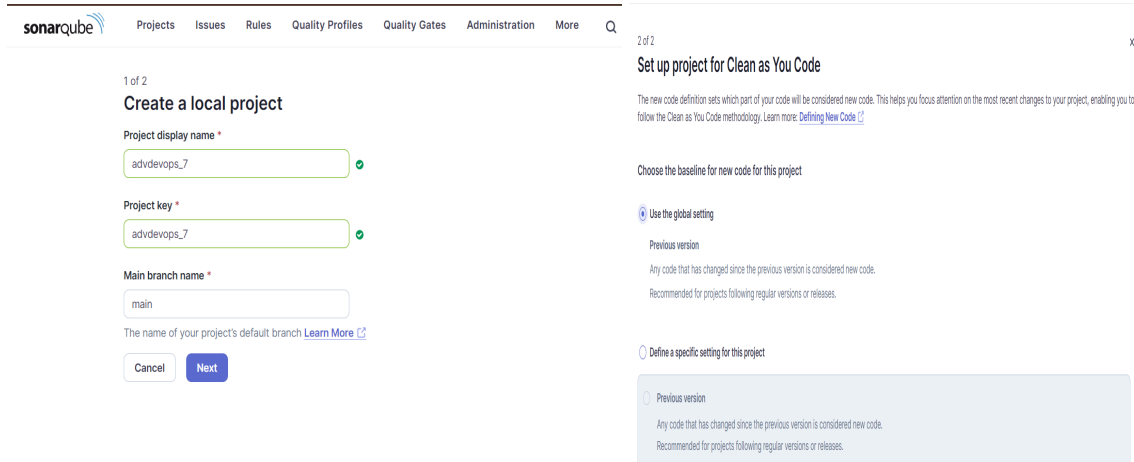 sonarqube
Projects Issues Rules Quality Profiles Quality Gates Administration More
1 of 2
Create a local project
Project display name *
advdevops_7
Project key *
advdevops_7
Main branch name *
main
The name of your project's default branch Learn More
Cancel Next
2 of 2
X
Set up project for Clean as You Code
The new code definition sets which part of your code will be considered new code. This helps you focus attention on the most recent changes to your project, enabling you to
follow the Clean as You Code methodology. Learn more: Defining New Code
Choose the baseline for new code for this project
Use the global setting
Previous version
Any code that has changed since the previous version is considered new code.
Recommended for projects following regular versions or releases.
Define a specific setting for this project
Previous version
Any code that has changed since the previous version is considered new code.
Recommended for projects following regular versions or releases.